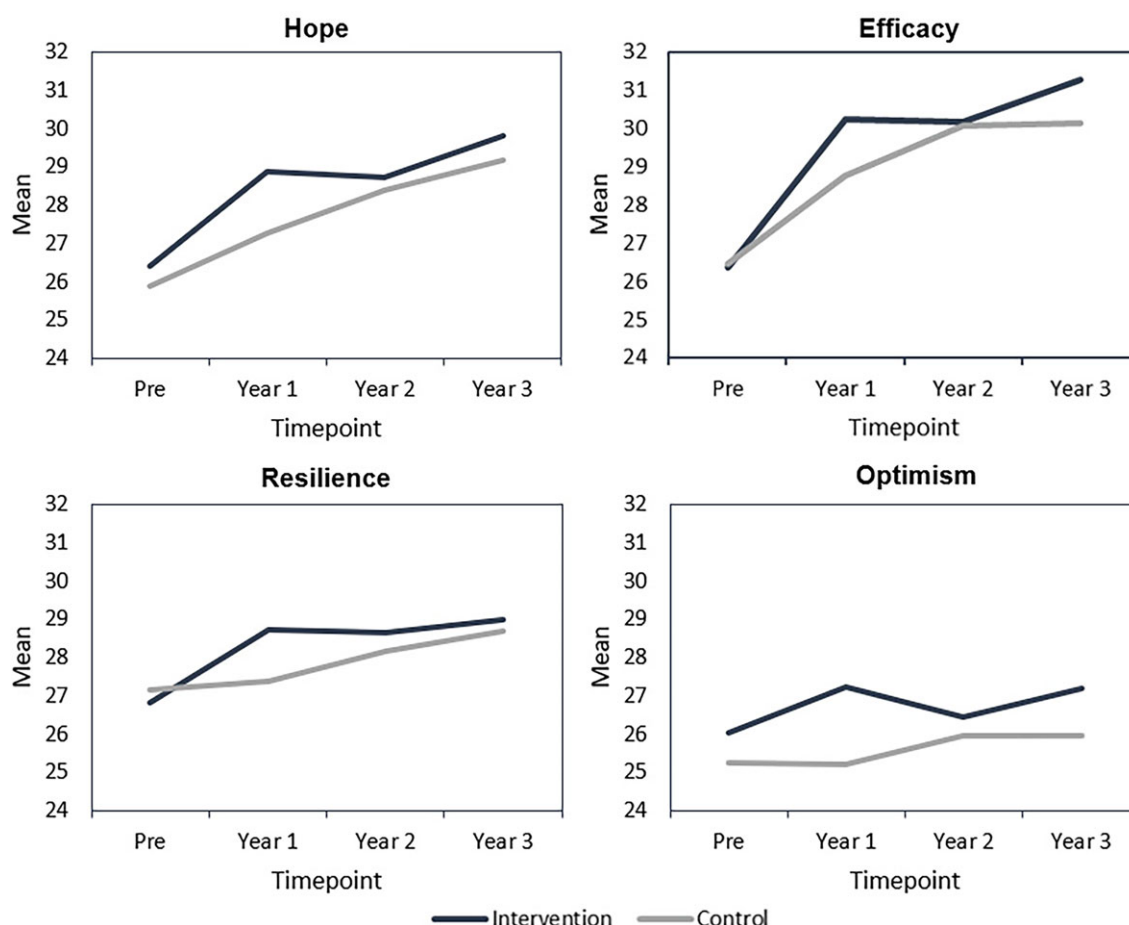 Hope
32
31
30
29
28
27
26
25
24
Mean
Pre Year 1 Year 2 Year 3
Timepoint
Efficacy
32
31
30
29
28
27
26
25
24
Mean
Pre Year 1 Year 2 Year 3
Timepoint
Resilience
32
31
30
29
28
27
26
25
24
Mean
Pre Year 1 Year 2 Year 3
Timepoint
Optimism
32
31
30
29
28
27
26
25
24
Mean
Pre Year 1 Year 2 Year 3
Timepoint
Intervention Control